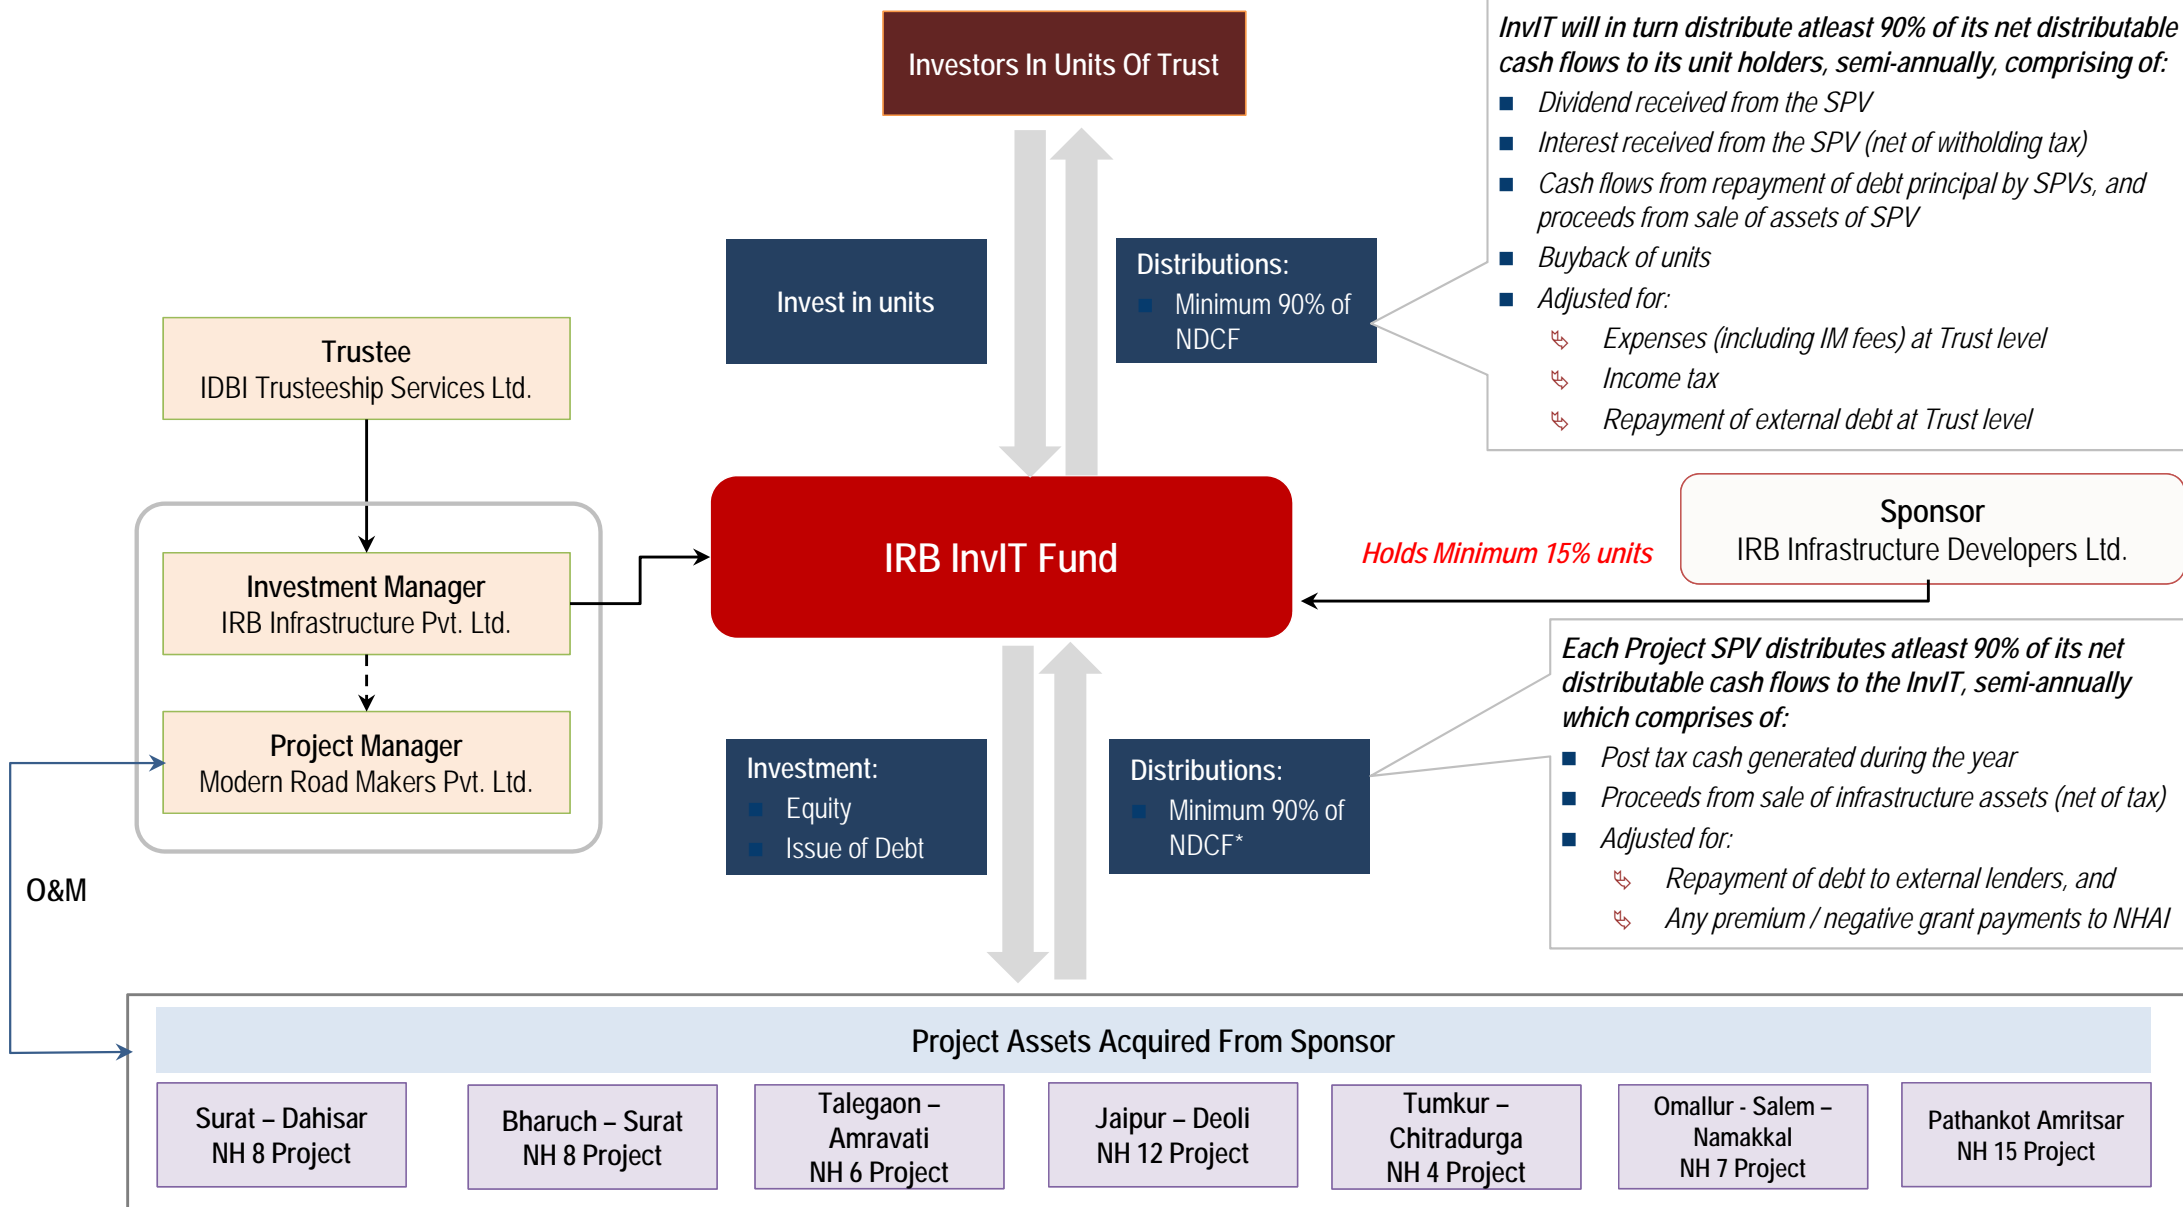 Investors In Units Of Trust
InvIT will in turn distribute atleast 90% of its net distributable
cash flows to its unit holders, semi-annually, comprising of:
Dividend received from the SPV
Interest received from the SPV (net of witholding tax)
Cash flows from repayment of debt principal by SPVs, and
proceeds from sale of assets of SPV
Buyback of units
Adjusted for:
Expenses (including IM fees) at Trust level
Income tax
Repayment of external debt at Trust level
Invest in units
Distributions:
Minimum 90% of
NDCF
Trustee
IDBI Trusteeship Services Ltd.
Investment Manager
IRB Infrastructure Pvt. Ltd.
Project Manager
Modern Road Makers Pvt. Ltd.
IRB InvIT Fund
Holds Minimum 15% units
Sponsor
IRB Infrastructure Developers Ltd.
Each Project SPV distributes atleast 90% of its net
distributable cash flows to the InvIT, semi-annually
which comprises of:
Post tax cash generated during the year
Proceeds from sale of infrastructure assets (net of tax)
Adjusted for:
Repayment of debt to external lenders, and
Any premium / negative grant payments to NHAI
Investment:
Equity
Issue of Debt
Distributions:
Minimum 90% of
NDCF*
O&M
Project Assets Acquired From Sponsor
Surat – Dahisar
NH 8 Project
Bharuch – Surat
NH 8 Project
Talegaon –
Amravati
NH 6 Project
Jaipur – Deoli
NH 12 Project
Tumkur –
Chitradurga
NH 4 Project
Omallur - Salem –
Namakkal
NH 7 Project
Pathankot Amritsar
NH 15 Project